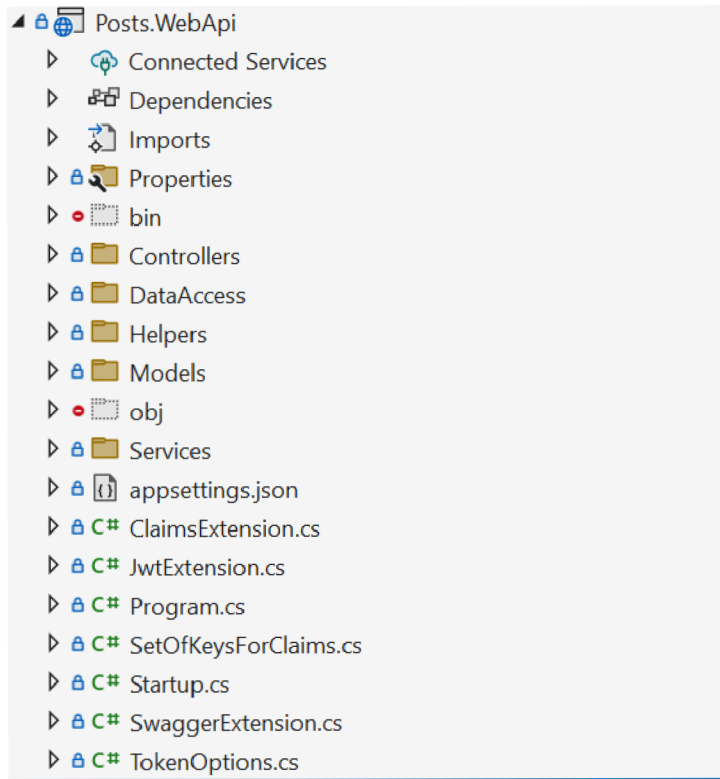 Posts.WebApi
Connected Services
Dependencies
Imports
Properties
bin
Controllers
DataAccess
Helpers
Models
obj
Services
appsettings.json
C# ClaimsExtension.cs
C# JwtExtension.cs
C# Program.cs
C# SetOfKeysForClaims.cs
C# Startup.cs
C# SwaggerExtension.cs
C# TokenOptions.cs